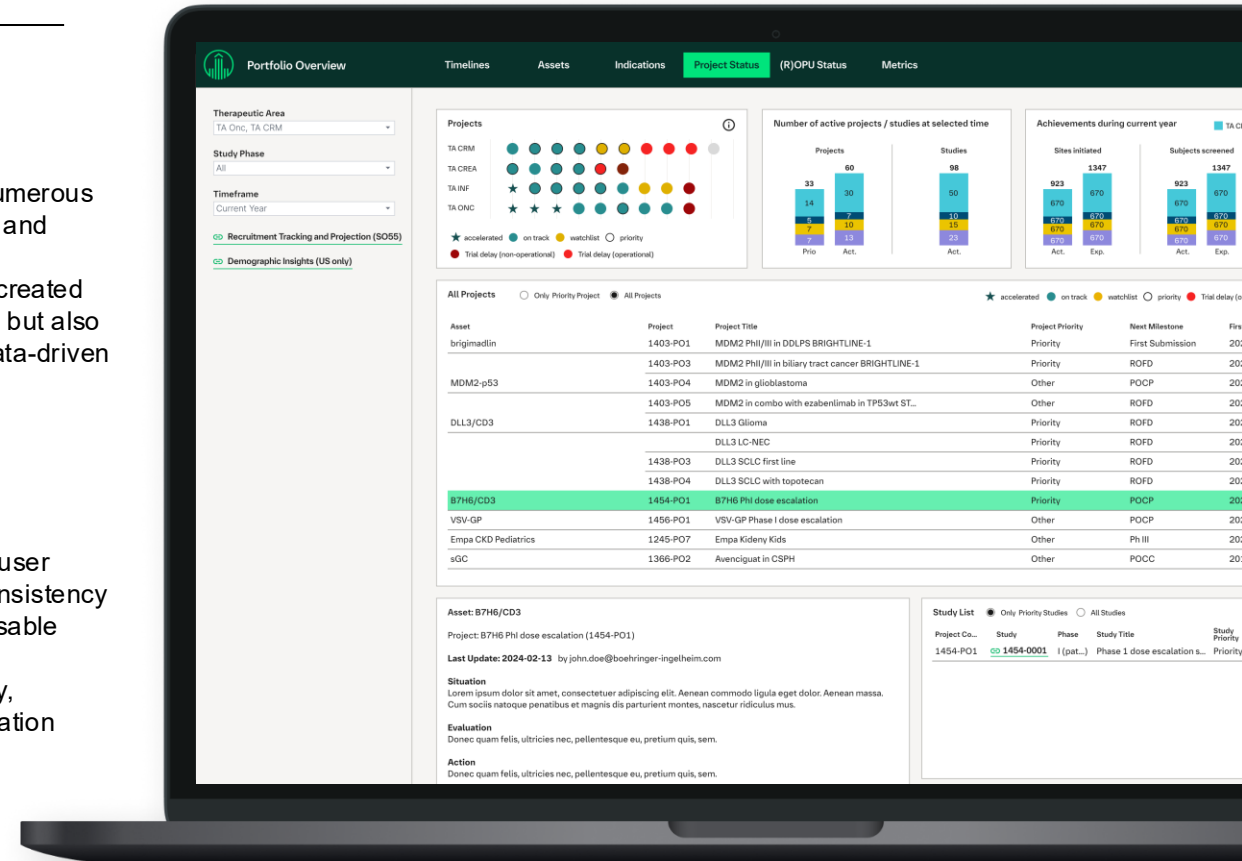 umerous
and
created
but also
ata-driven
user
nsistency
sable
y,
ation
Portfolio Overview
Timelines Assets Indications Project Status (R)OPU Status Metrics
Therapeutic Area
TA Onc, TA CRM
Study Phase
All
Timeframe
Current Year
Recruitment Tracking and Projection (SO55)
Demographic Insights (US only)
Projects
TA CRM
TA CREA
TA INF
TA ONC
accelerated on track watchlist priority
Trial delay (non-operational) Trial delay (operational)
Number of active projects / studies at selected time
Projects Studies
60 98
33
30 50
14
7 10
5 10 15
7
7 13 23
Prio Act. Act.
Achievements during current year TA C
Sites initiated Subjects screened
1347 1347
923 923
670 670
670 670
670 670 670 670
670 670 670 670
670 670 670 670
Act. Exp. Act. Exp.
All Projects Only Priority Project All Projects accelerated on track watchlist priority Trial delay (o
Asset Project Project Title Project Priority Next Milestone Firs
brigimadlin 1403-PO1 MDM2 PhII/III in DDLPS BRIGHTLINE-1 Priority First Submission 202
1403-PO3 MDM2 PhII/III in biliary tract cancer BRIGHTLINE-1 Priority ROFD 202
MDM2-p53 1403-PO4 MDM2 in glioblastoma Other POCP 202
1403-PO5 MDM2 in combo with ezabenlimab in TP53wt ST... Other ROFD 202
DLL3/CD3 1438-PO1 DLL3 Glioma Priority ROFD 202
DLL3 LC-NEC Priority ROFD 202
1438-PO3 DLL3 SCLC first line Priority ROFD 202
1438-PO4 DLL3 SCLC with topotecan Priority ROFD 202
B7H6/CD3 1454-PO1 B7H6 PhI dose escalation Priority POCP 202
VSV-GP 1456-PO1 VSV-GP Phase I dose escalation Other POCP 202
Empa CKD Pediatrics 1245-PO7 Empa Kideny Kids Other Ph III 202
sGC 1366-PO2 Avenciguat in CSPH Other POCC 201
Asset: B7H6/CD3
Project: B7H6 PhI dose escalation (1454-PO1)
Last Update: 2024-02-13 by john.doe@boehringer-ingelheim.com
Situation
Lorem ipsum dolor sit amet, consectetuer adipiscing elit. Aenean commodo ligula eget dolor. Aenean massa.
Cum sociis natoque penatibus et magnis dis parturient montes, nascetur ridiculus mus.
Evaluation
Donec quam felis, ultricies nec, pellentesque eu, pretium quis, sem.
Action
Donec quam felis, ultricies nec, pellentesque eu, pretium quis, sem.
Study List Only Priority Studies All Studies
Project Co... Study Phase Study Title Study Priority
1454-PO1 1454-0001 I (pat...) Phase 1 dose escalation s... Priority